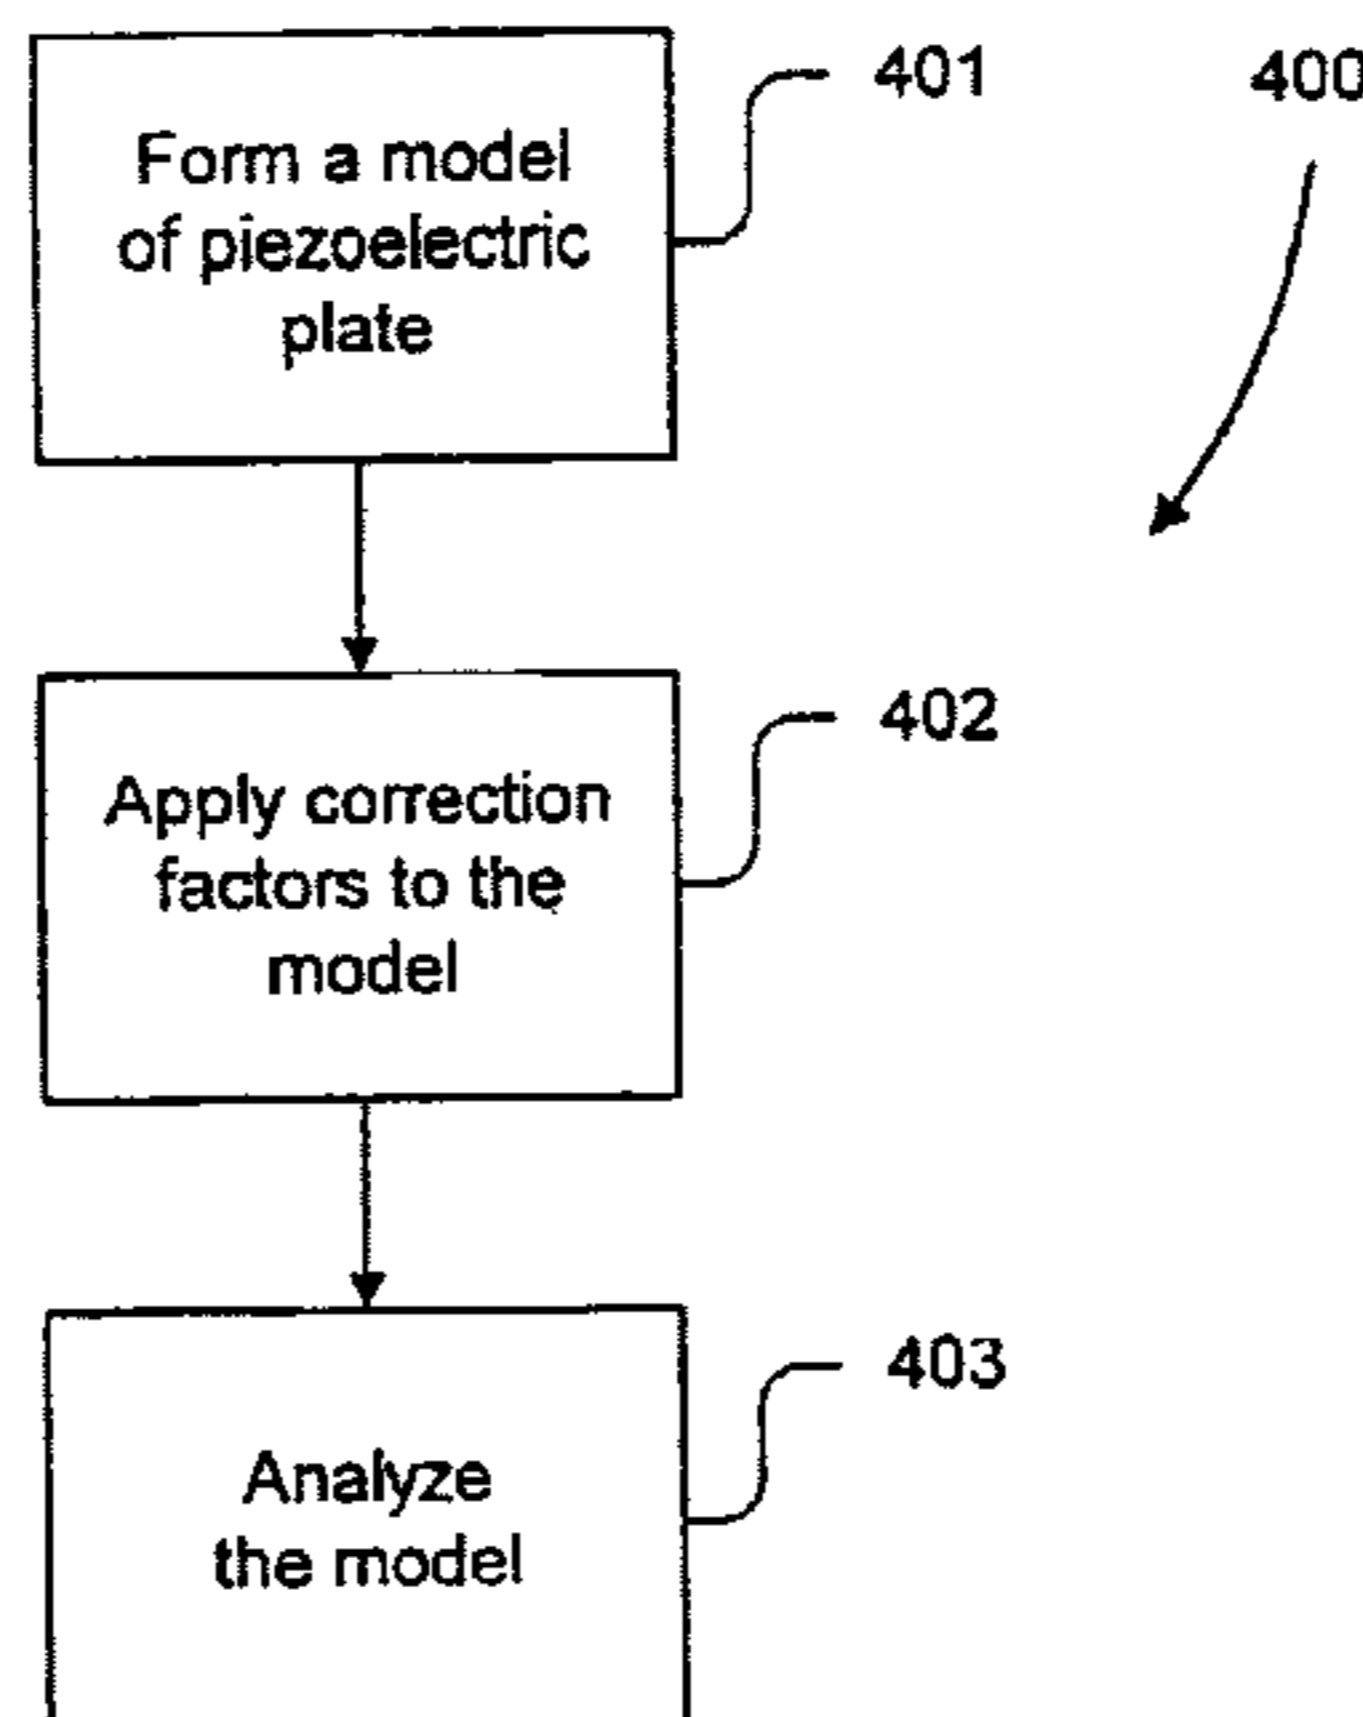 401
400
Form a model
of piezoelectric
plate
402
Apply correction
factors to the
model
403
Analyze
the model